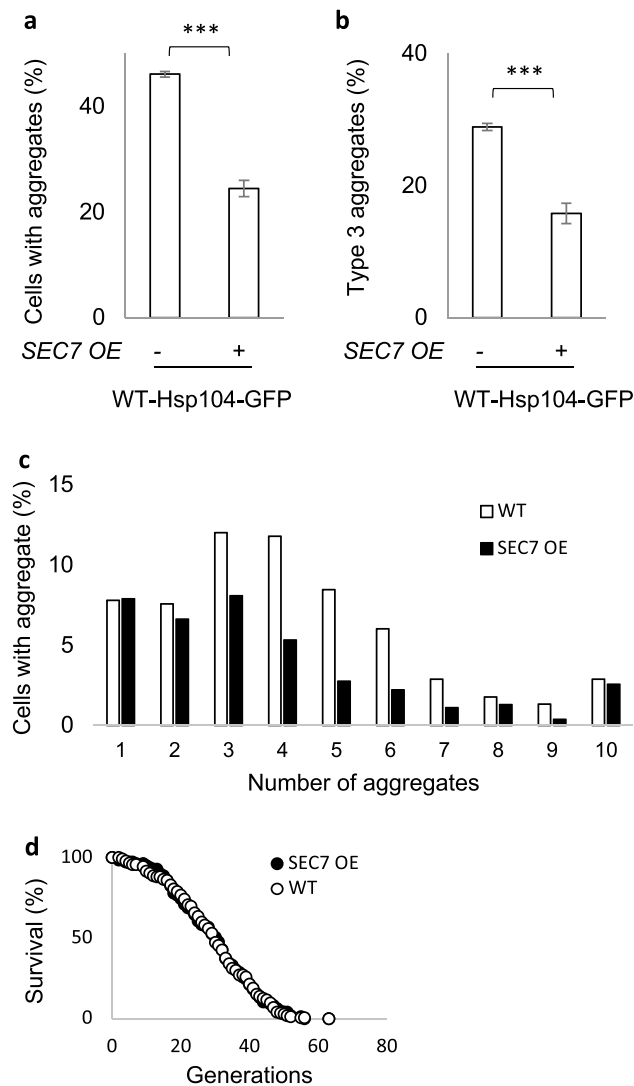 a
***
Cells with aggregates (%)
40
20
0
SEC7 OE - +
WT-Hsp104-GFP
b
***
Type 3 aggregates (%)
40
20
0
SEC7 OE - +
WT-Hsp104-GFP
c
Cells with aggregate (%)
15
10
5
0
WT
SEC7 OE
1 2 3 4 5 6 7 8 9 10
Number of aggregates
d
Survival (%)
100
50
0
SEC7 OE
WT
0 20 40 60 80
Generations